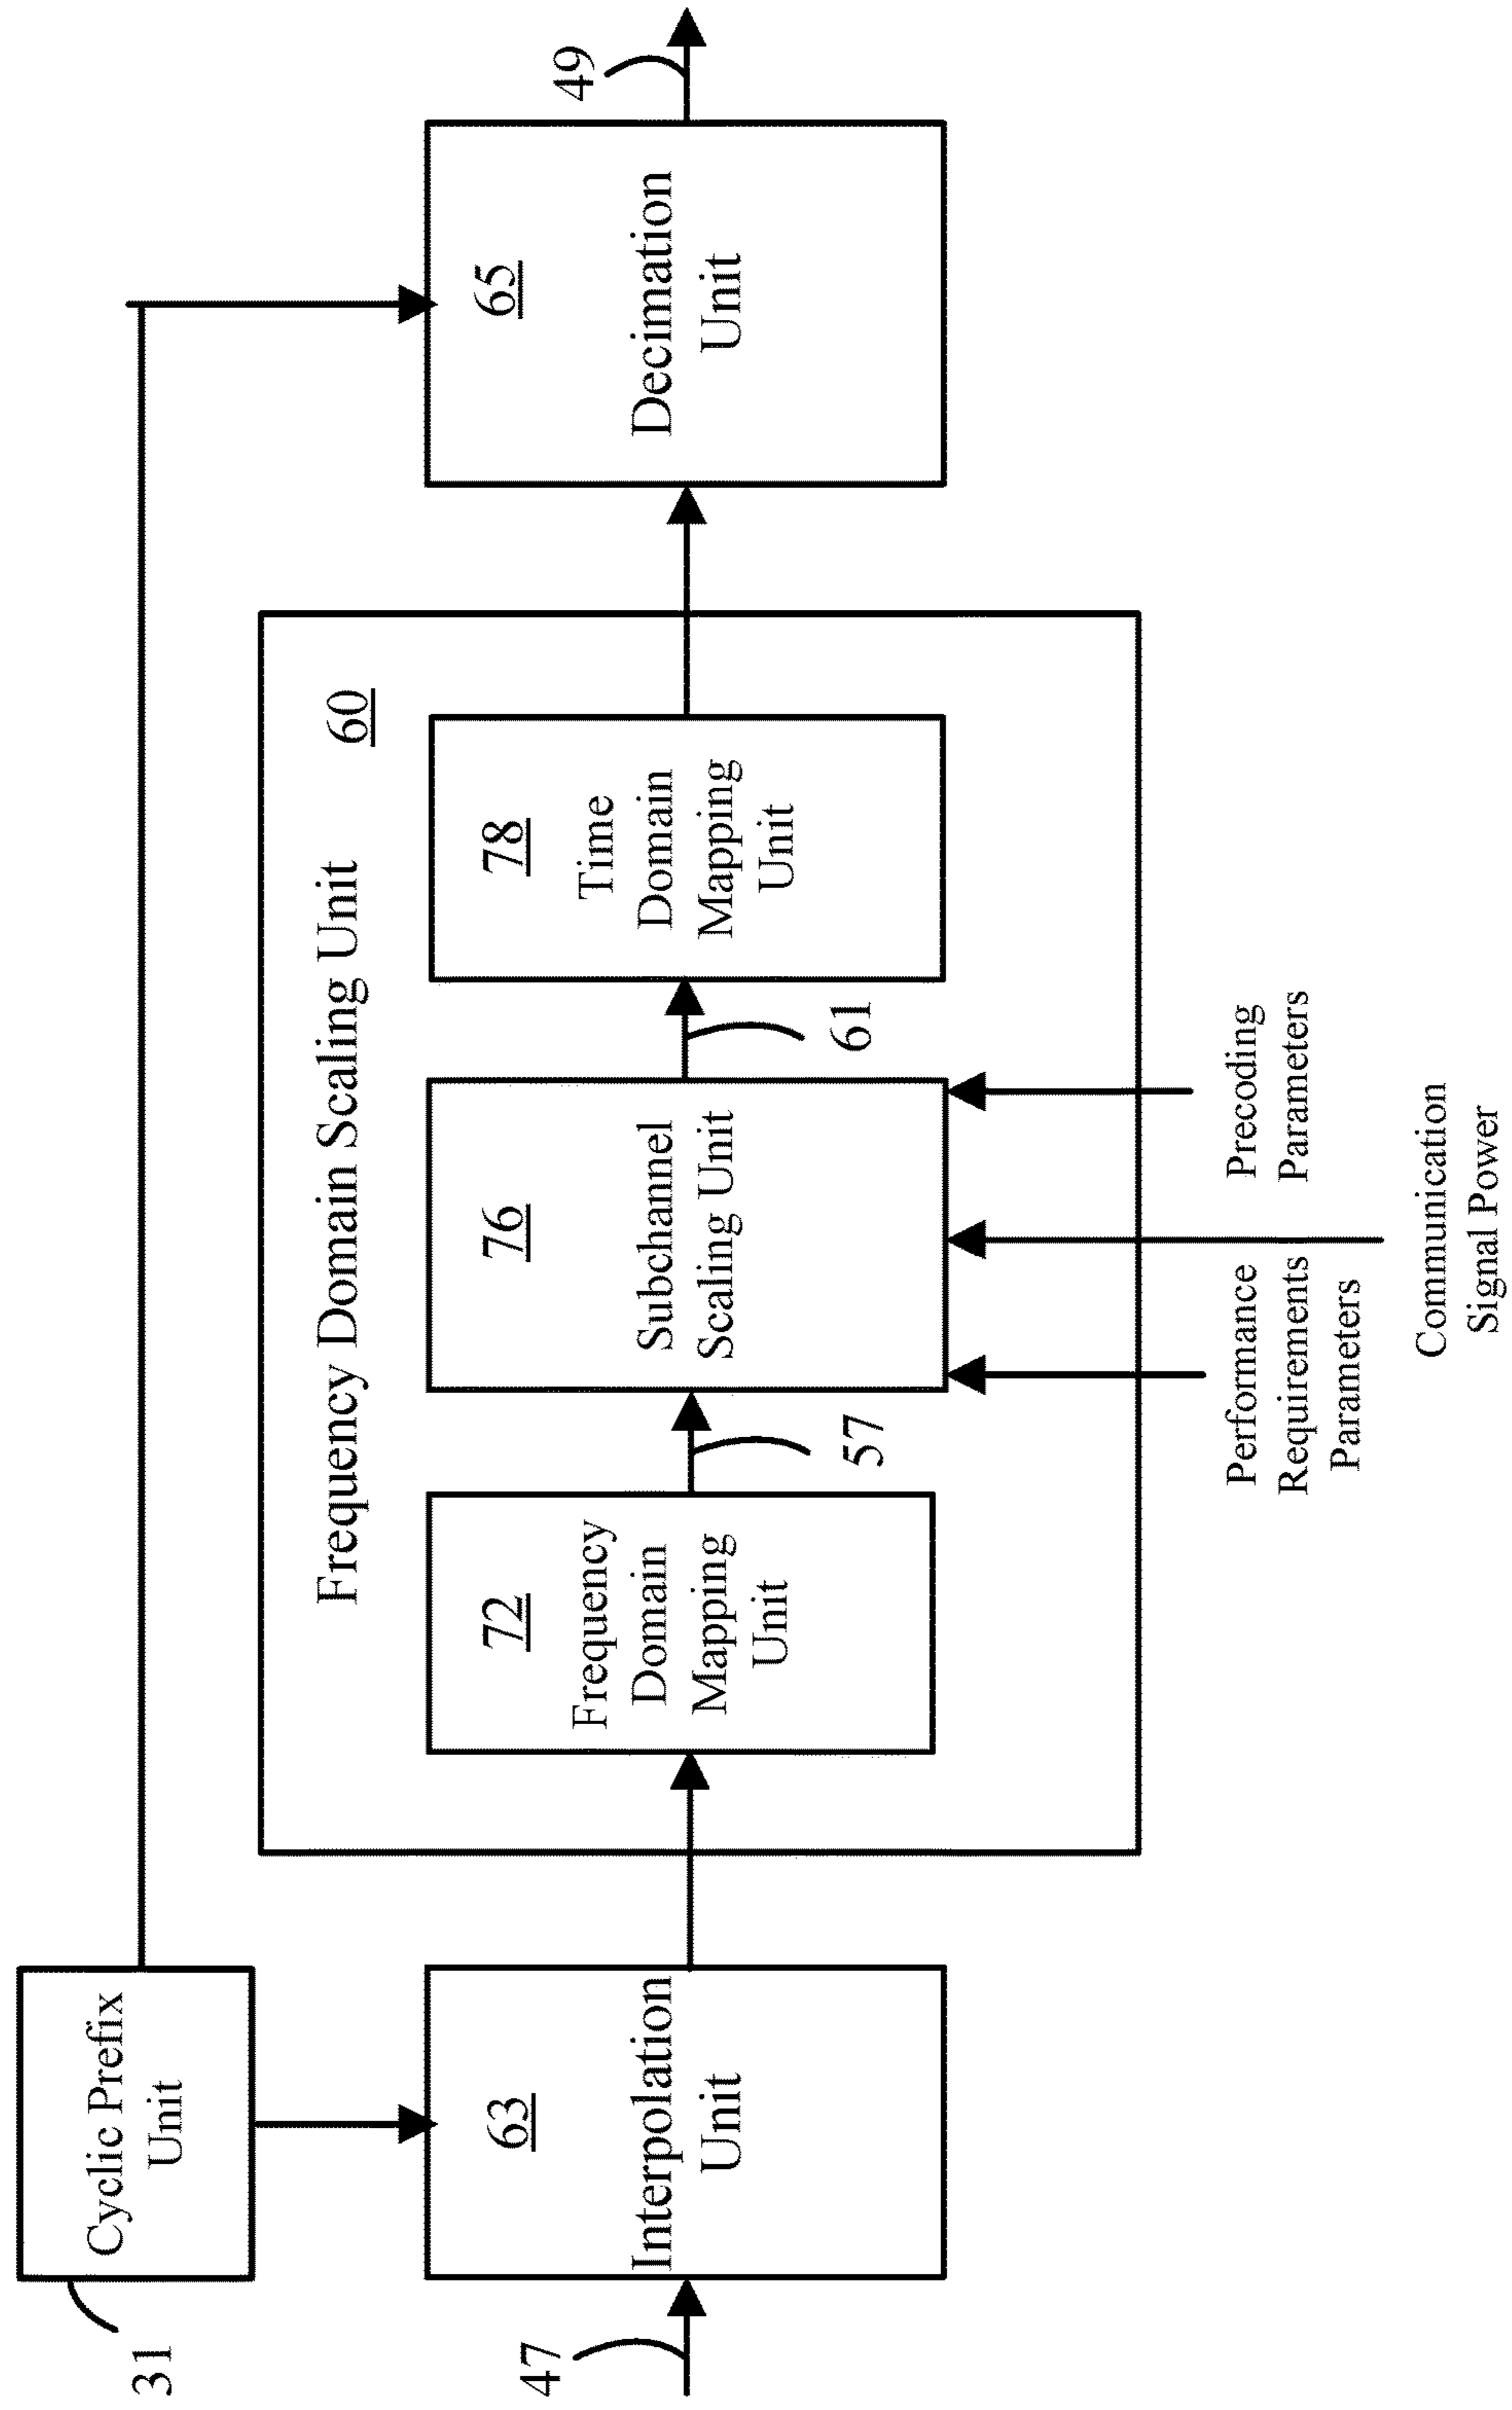 31
Cyclic Prefix
Unit
47
63
Interpolation
Unit
Frequency Domain Scaling Unit
60
72
Frequency
Domain
Mapping
Unit
57
76
Subchannel
Scaling Unit
61
78
Time
Domain
Mapping
Unit
65
Decimation
Unit
49
Performance
Requirements
Parameters
Communication
Signal Power
Precoding
Parameters